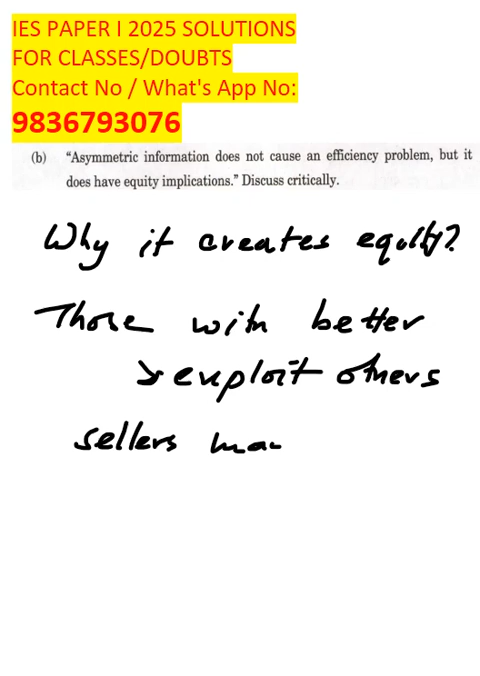 IES PAPER I 2025 SOLUTIONS
FOR CLASSES/DOUBTS
Contact No / What's App No:
9836793076
(b) "Asymmetric information does not cause an efficiency problem, but it
does have equity implications." Discuss critically.
Why it creates equity?
Those with better
> exploit others
sellers mar